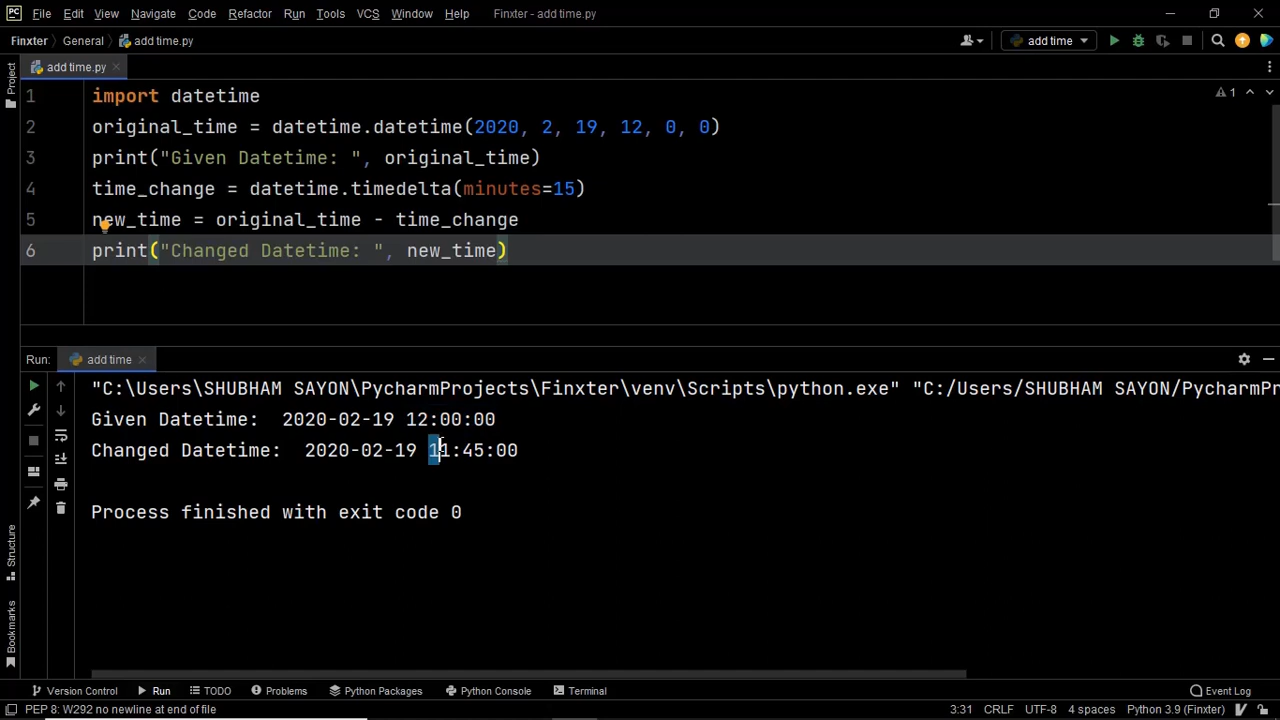 PC File Edit View Navigate Code Refactor Run Tools VCS Window Help Finxter - add time.py
Finxter General add time.py add time
Project
add time.py
1 import datetime
1
2 original_time = datetime.datetime(2020, 2, 19, 12, 0, 0)
3 print("Given Datetime: ", original_time)
4 time_change = datetime.timedelta(minutes=15)
5 new_time = original_time - time_change
6 print("Changed Datetime: ", new_time)
Run: add time
"C:\Users\SHUBHAM SAYON\PycharmProjects\Finxter\venv\Scripts\python.exe" "C:/Users/SHUBHAM SAYON/PycharmPr
Given Datetime:  2020-02-19 12:00:00
Changed Datetime:  2020-02-19 11:45:00
Process finished with exit code 0
Structure
Bookmarks
Version Control Run TODO Problems Python Packages Python Console Terminal Event Log
PEP 8: W292 no newline at end of file 3:31 CRLF UTF-8 4 spaces Python 3.9 (Finxter)